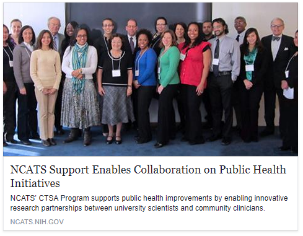 NCATS Support Enables Collaboration on Public Health
Initiatives
NCATS' CTSA Program supports public health improvements by enabling innovative
research partnerships between university scientists and community clinicians.
NCATS.NIH.GOV